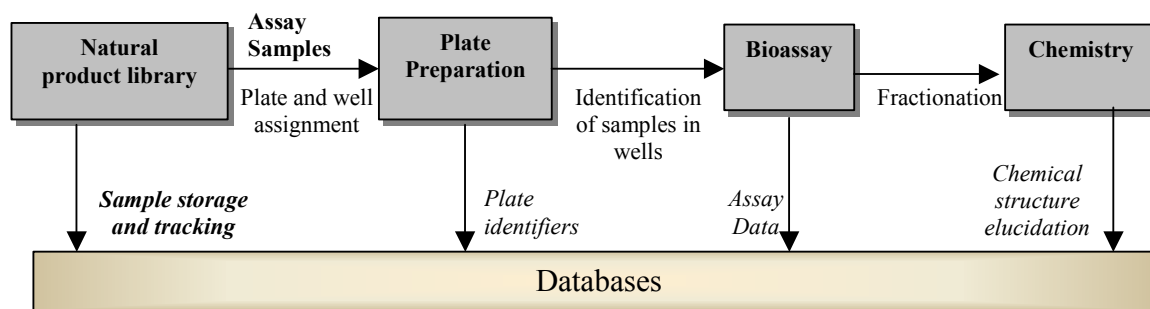 Natural
product library
Assay
Samples
Plate and well
assignment
Plate
Preparation
Identification
of samples in
wells
Bioassay
Fractionation
Chemistry
Sample storage
and tracking
Plate
identifiers
Assay
Data
Chemical
structure
elucidation
Databases